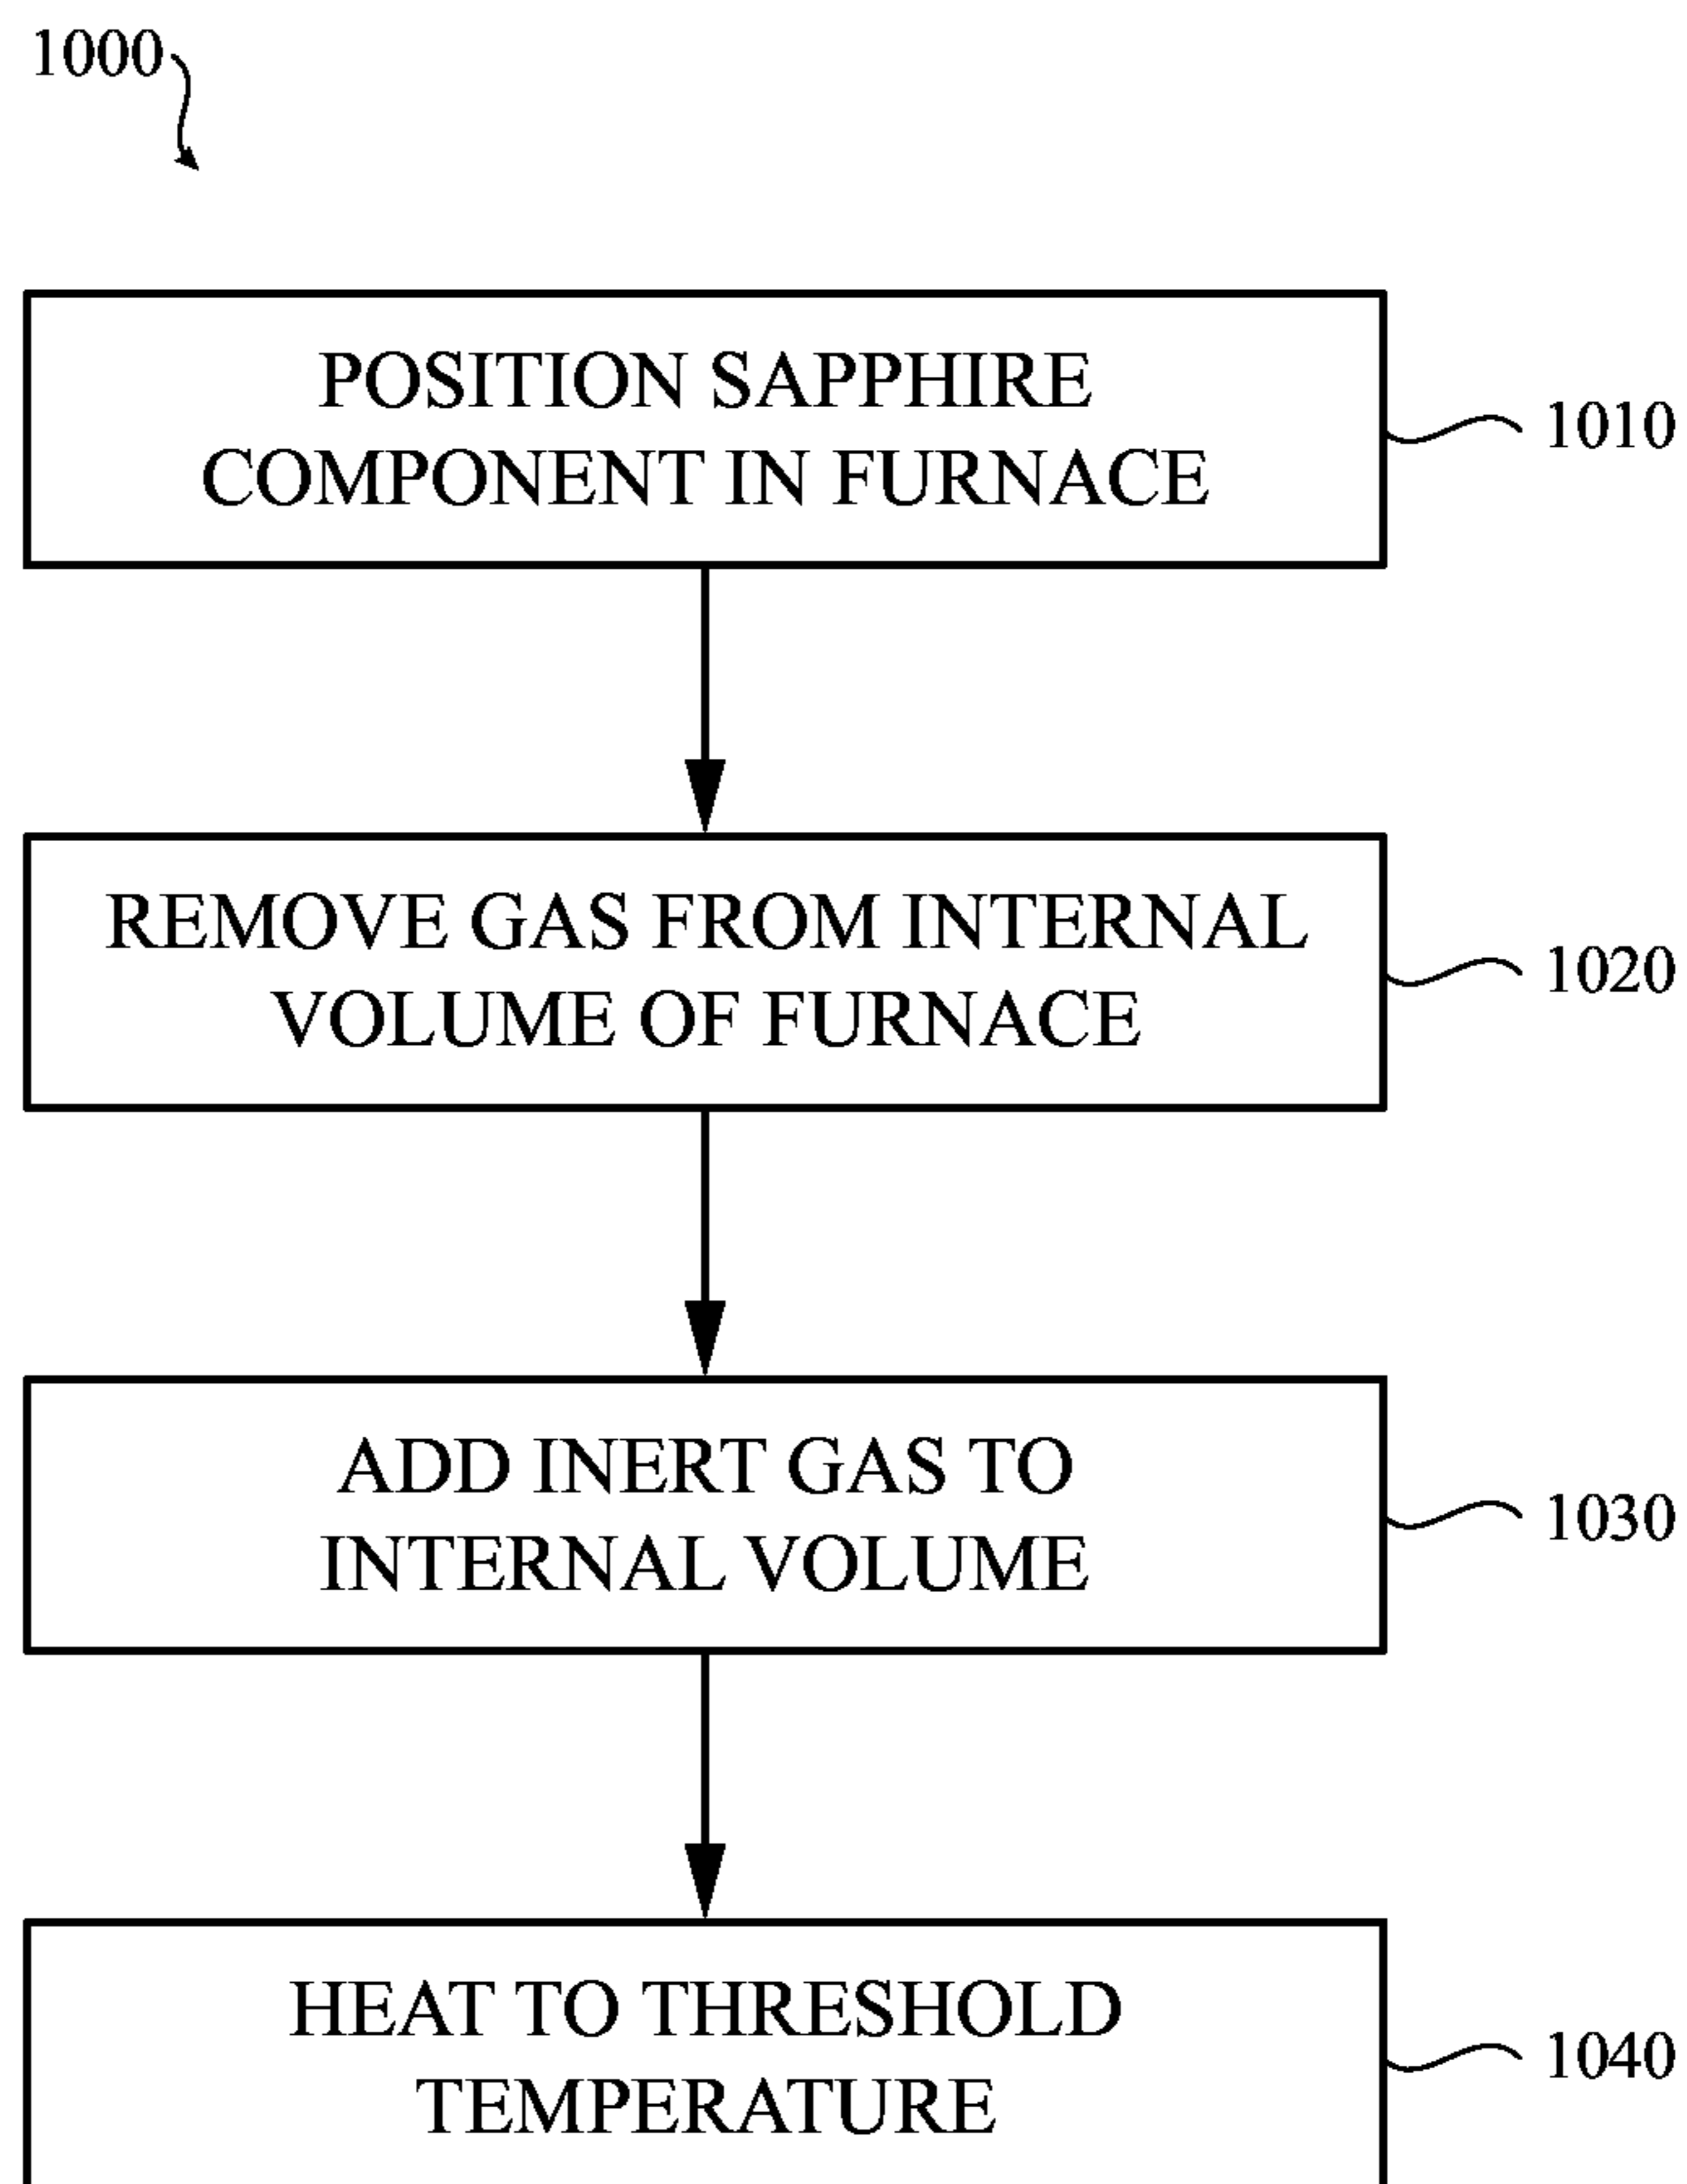 1000
POSITION SAPPHIRE
COMPONENT IN FURNACE
1010
REMOVE GAS FROM INTERNAL
VOLUME OF FURNACE
1020
ADD INERT GAS TO
INTERNAL VOLUME
1030
HEAT TO THRESHOLD
TEMPERATURE
1040